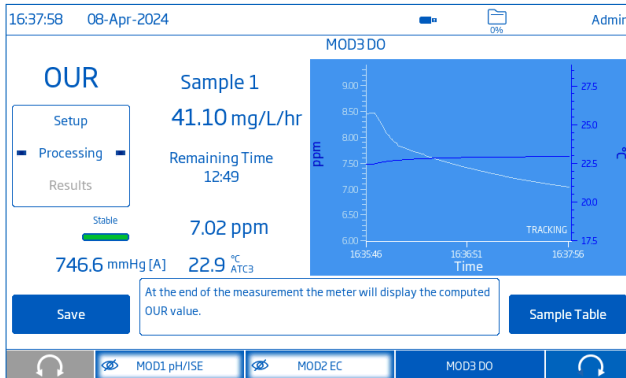 16:37:58 08-Apr-2024
0%
Admin
MOD3 DO
OUR
Sample 1
41.10 mg/L/hr
Setup
Processing
Results
Remaining Time
12:49
Stable
7.02 ppm
746.6 mmHg [A]
22.9 °C ATC3
ppm
9.00
8.50
8.00
7.50
7.00
6.50
6.00
27.5
25.0
22.5
20.0
17.5
°C
TRACKING
16:35:46 16:36:51 16:37:56
Time
Save
At the end of the measurement the meter will display the computed
OUR value.
Sample Table
MOD1 pH/ISE
MOD2 EC
MOD3 DO